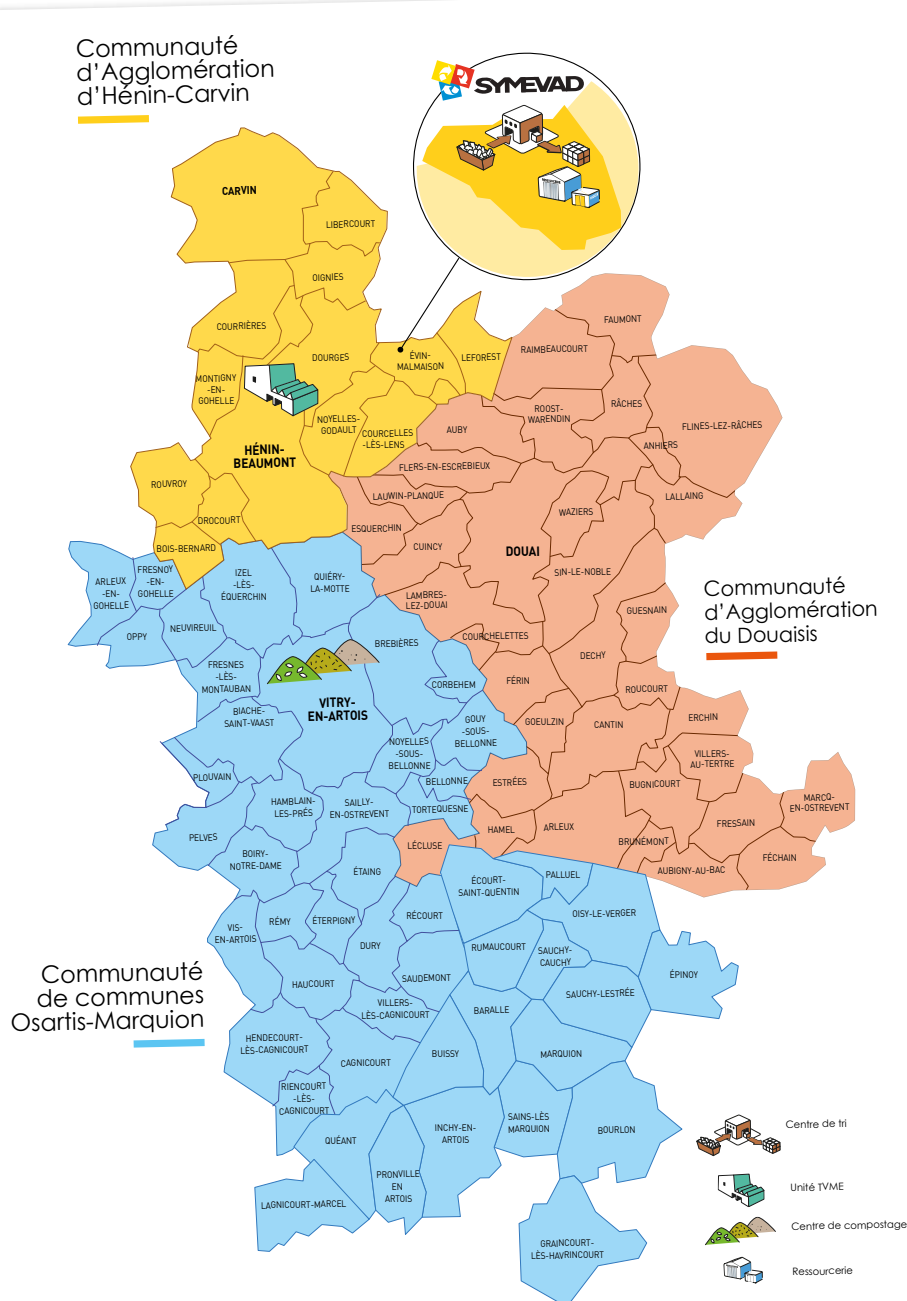 Communauté
d'Agglomération
d'Hénin-Carvin
SYMEVAD
CARVIN
LIBERCOURT
OIGNIES
COURRIÈRES
DOURGES
ÉVIN-
MALMAISON
LEFOREST
MONTIGNY
-EN-
GOHELLE
NOYELLES-
GODAULT
COURCELLES
-LÈS-LENS
HÉNIN-
BEAUMONT
ROUVROY
DROCOURT
BOIS-BERNARD
FAUMONT
RAIMBEAUCOURT
RÂCHES
ROOST-
WARENDIN
FLINES-LEZ-RÂCHES
AUBY
ANHIERS
FLERS-EN-ESCREBIEUX
LALLAING
LAUWIN-PLANQUE
WAZIERS
ESQUERCHIN
CUINCY
DOUAI
SIN-LE-NOBLE
LAMBRES-
LEZ-DOUAI
GUESNAIN
COURCHELETTES
DECHY
FÉRIN
ROUCOURT
GOEULZIN
CANTIN
ERCHIN
VILLERS-
AU-TERTRE
ESTRÉES
BUGNICOURT
MARCQ-
EN-OSTREVENT
HAMEL
ARLEUX
FRESSAIN
BRUNÉMONT
LÉCLUSE
AUBIGNY-AU-BAC
FÉCHAIN
Communauté
d'Agglomération
du Douaisis
ARLEUX
-EN-
GOHELLE
FRESNOY
-EN-
GOHELLE
IZEL
-LÈS-
ÉQUERCHIN
QUIÉRY-
LA-MOTTE
OPPY
NEUVIREUIL
BREBIÈRES
FRESNES
-LÈS-
MONTAUBAN
CORBEHEM
VITRY-
EN-ARTOIS
BIACHE-
SAINT-VAAST
GOUY
-SOUS-
BELLONNE
NOYELLES
-SOUS-
BELLONNE
PLOUVAIN
BELLONNE
HAMBLAIN-
LES-PRÉS
SAILLY-
EN-OSTREVENT
TORTEQUESNE
PELVES
BOIRY-
NOTRE-DAME
ÉTAING
ÉCOURT-
SAINT-QUENTIN
PALLUEL
OISY-LE-VERGER
VIS-
EN-ARTOIS
RÉMY
ÉTERPIGNY
RÉCOURT
DURY
RUMAUCOURT
SAUCHY-
CAUCHY
ÉPINOY
HAUCOURT
SAUDEMONT
SAUCHY-LESTRÉE
VILLERS-
LÈS-CAGNICOURT
BARALLE
Communauté
de communes
Osartis-Marquion
HENDECOURT-
LÈS-CAGNICOURT
CAGNICOURT
BUISSY
MARQUION
RIENCOURT
-LÈS-
CAGNICOURT
QUÉANT
INCHY-EN-
ARTOIS
SAINS-LÈS
MARQUION
BOURLON
PRONVILLE
EN
ARTOIS
LAGNICOURT-MARCEL
GRAINCOURT-
LÈS-HAVRINCOURT
Centre de tri
Unité TVME
Centre de compostage
Ressourcerie